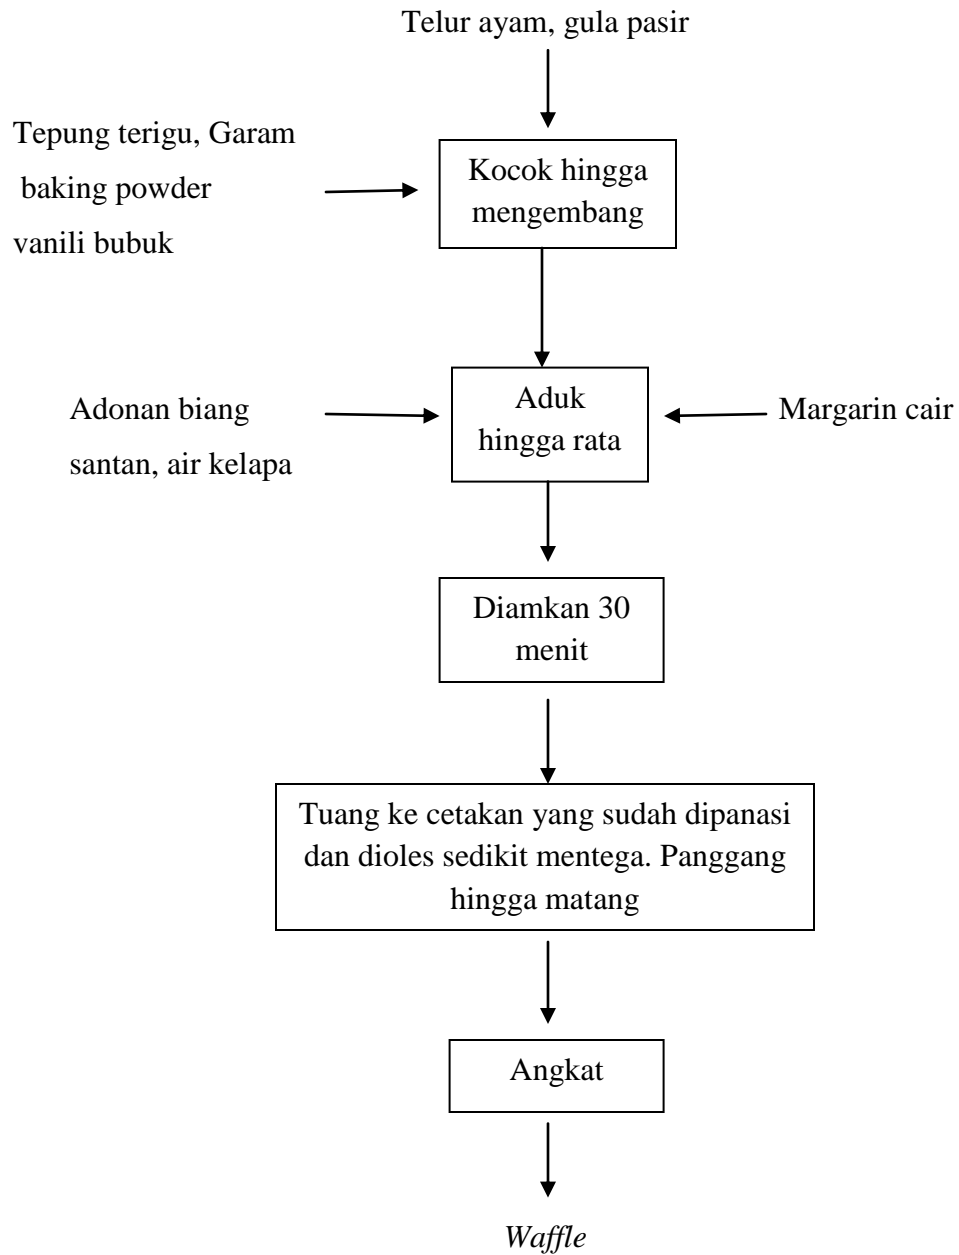 Telur ayam, gula pasir
Tepung terigu, Garam
baking powder
vanili bubuk
Kocok hingga
mengembang
Adonan biang
santan, air kelapa
Aduk
hingga rata
Margarin cair
Diamkan 30
menit
Tuang ke cetakan yang sudah dipanasi
dan dioles sedikit mentega. Panggang
hingga matang
Angkat
Waffle